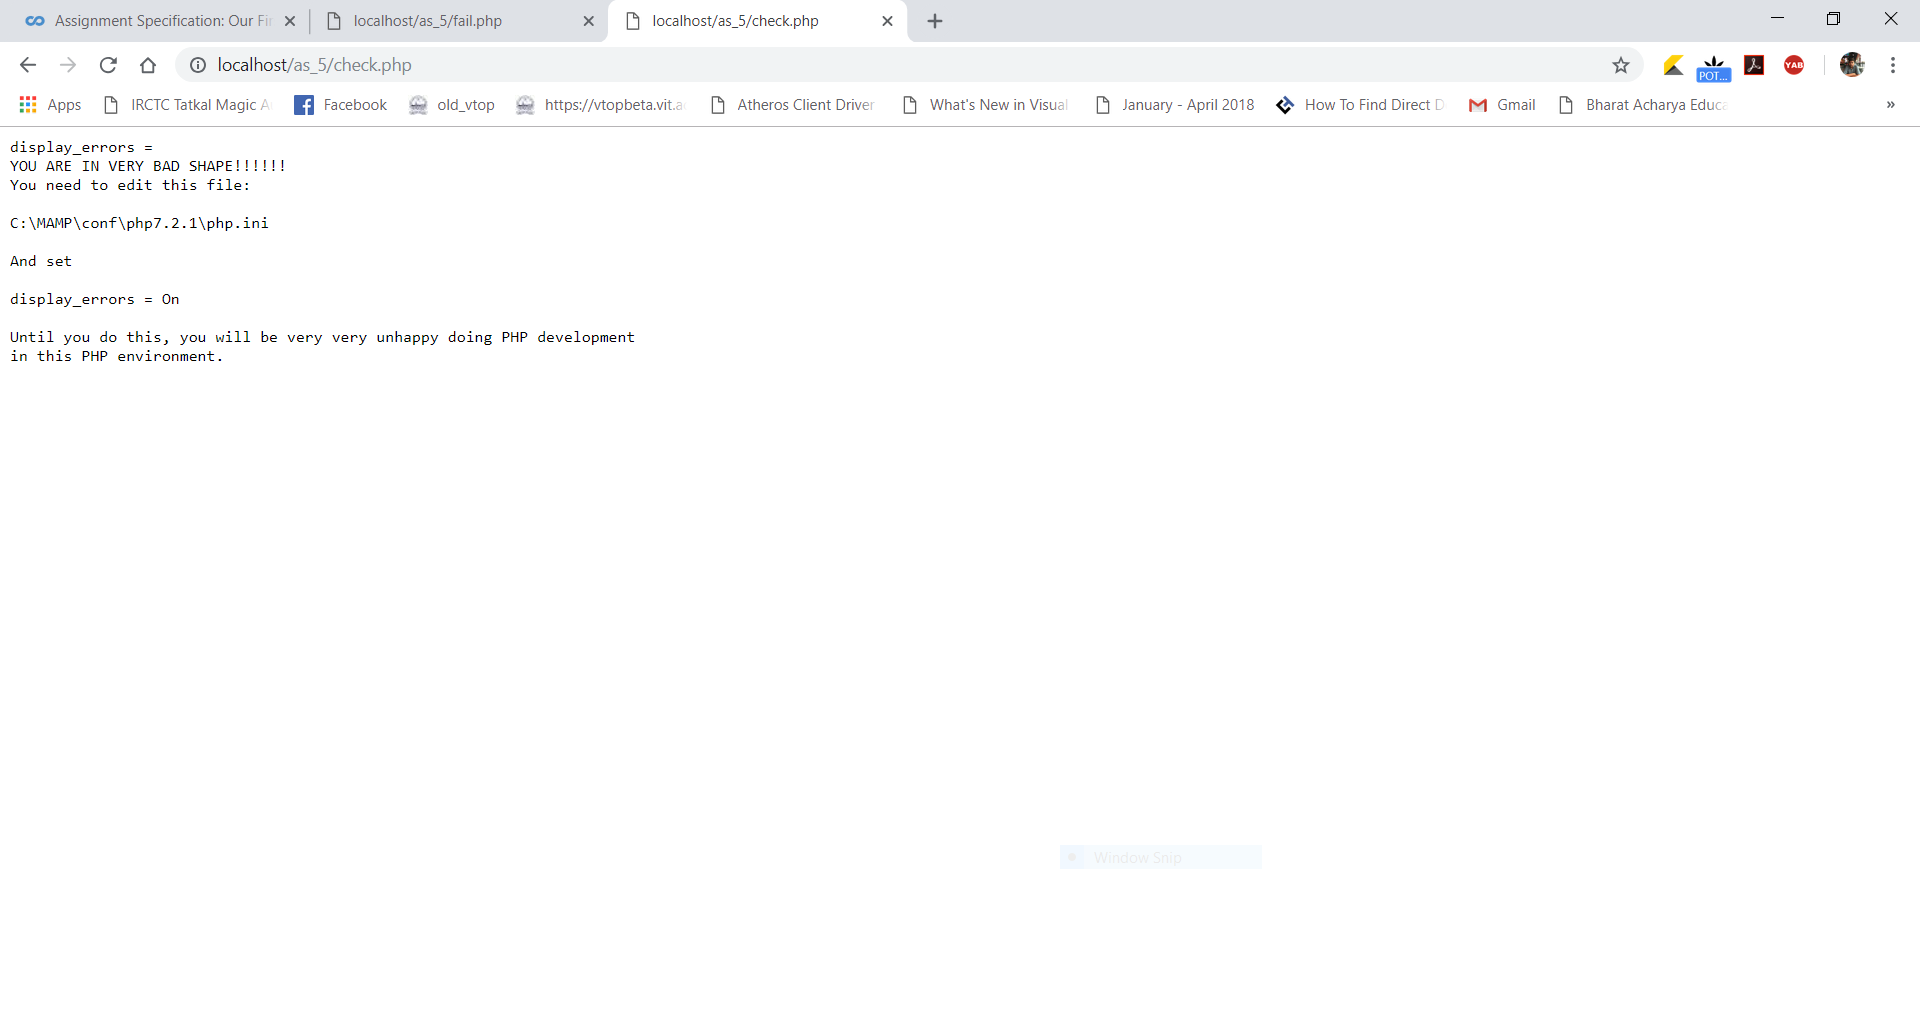 Assignment Specification: Our Fi
localhost/as_5/fail.php
localhost/as_5/check.php
localhost/as_5/check.php
POT...
YAB
Apps
IRCTC Tatkal Magic A
Facebook
old_vtop
https://vtopbeta.vit.a
Atheros Client Driver
What's New in Visual
January - April 2018
How To Find Direct D
Gmail
Bharat Acharya Educa
»
display_errors =
YOU ARE IN VERY BAD SHAPE!!!!!!
You need to edit this file:
C:\MAMP\conf\php7.2.1\php.ini
And set
display_errors = On
Until you do this, you will be very very unhappy doing PHP development
in this PHP environment.
Window Snip